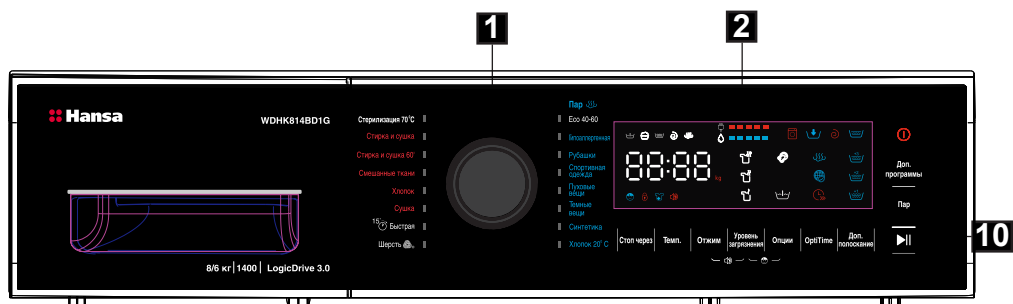 1
2
Hansa
WDHK814BD1G
Стерилизация 70˚C
Стирка и сушка
Стирка и сушка 60'
Смешанные ткани
Хлопок
Сушка
15' Быстрая
Шерсть
Пар
Eco 40-60
Гипоаллергенная
Рубашки
Спортивная
одежда
Пуховые
вещи
Темные
вещи
Синтетика
Хлопок 20˚ C
88:88
kg
Доп.
программы
Пар
10
Стоп через
Темп.
Отжим
Уровень
загрязнения
Опции
OptiTime
Доп.
полоскание
8/6 кг
1400
LogicDrive 3.0